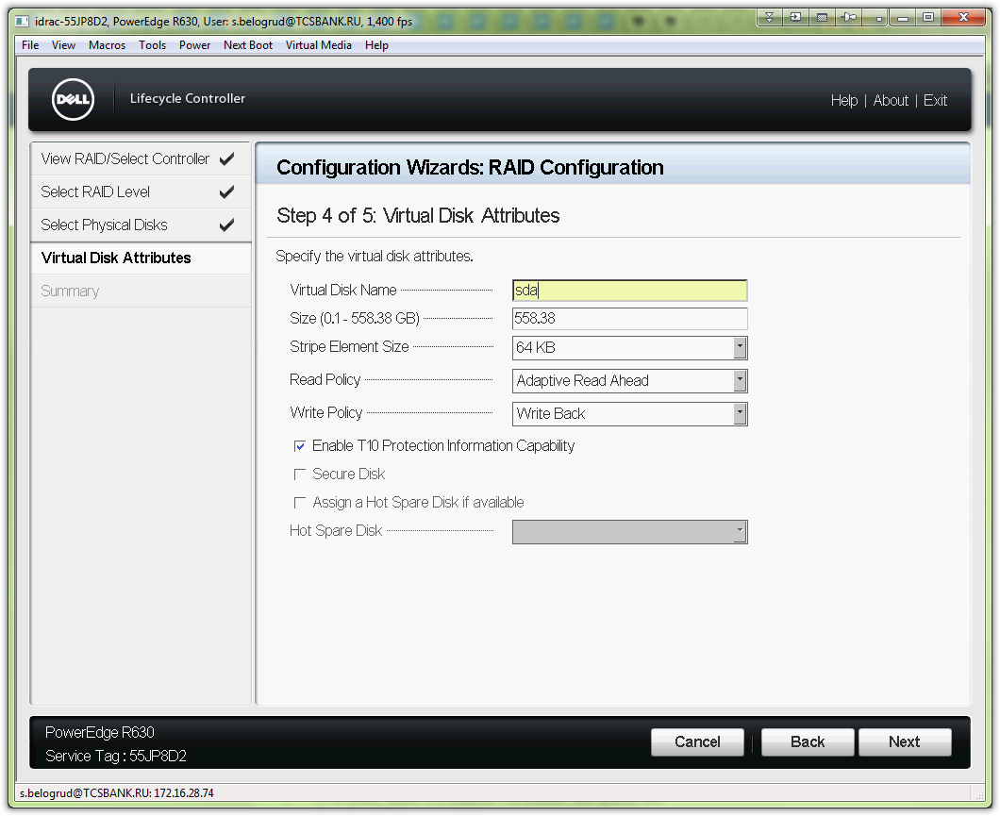 idrac-55JP8D2, PowerEdge R630, User: s.belogrud@TCSBANK.RU, 1,400 fps
File View Macros Tools Power Next Boot Virtual Media Help
DELL Lifecycle Controller
Help | About | Exit
View RAID/Select Controller
Select RAID Level
Select Physical Disks
Virtual Disk Attributes
Summary
Configuration Wizards: RAID Configuration
Step 4 of 5: Virtual Disk Attributes
Specify the virtual disk attributes.
Virtual Disk Name sda
Size (0.1 - 558.38 GB) 558.38
Stripe Element Size 64 KB
Read Policy Adaptive Read Ahead
Write Policy Write Back
Enable T10 Protection Information Capability
Secure Disk
Assign a Hot Spare Disk if available
Hot Spare Disk
PowerEdge R630
Service Tag : 55JP8D2
Cancel Back Next
s.belogrud@TCSBANK.RU: 172.16.28.74